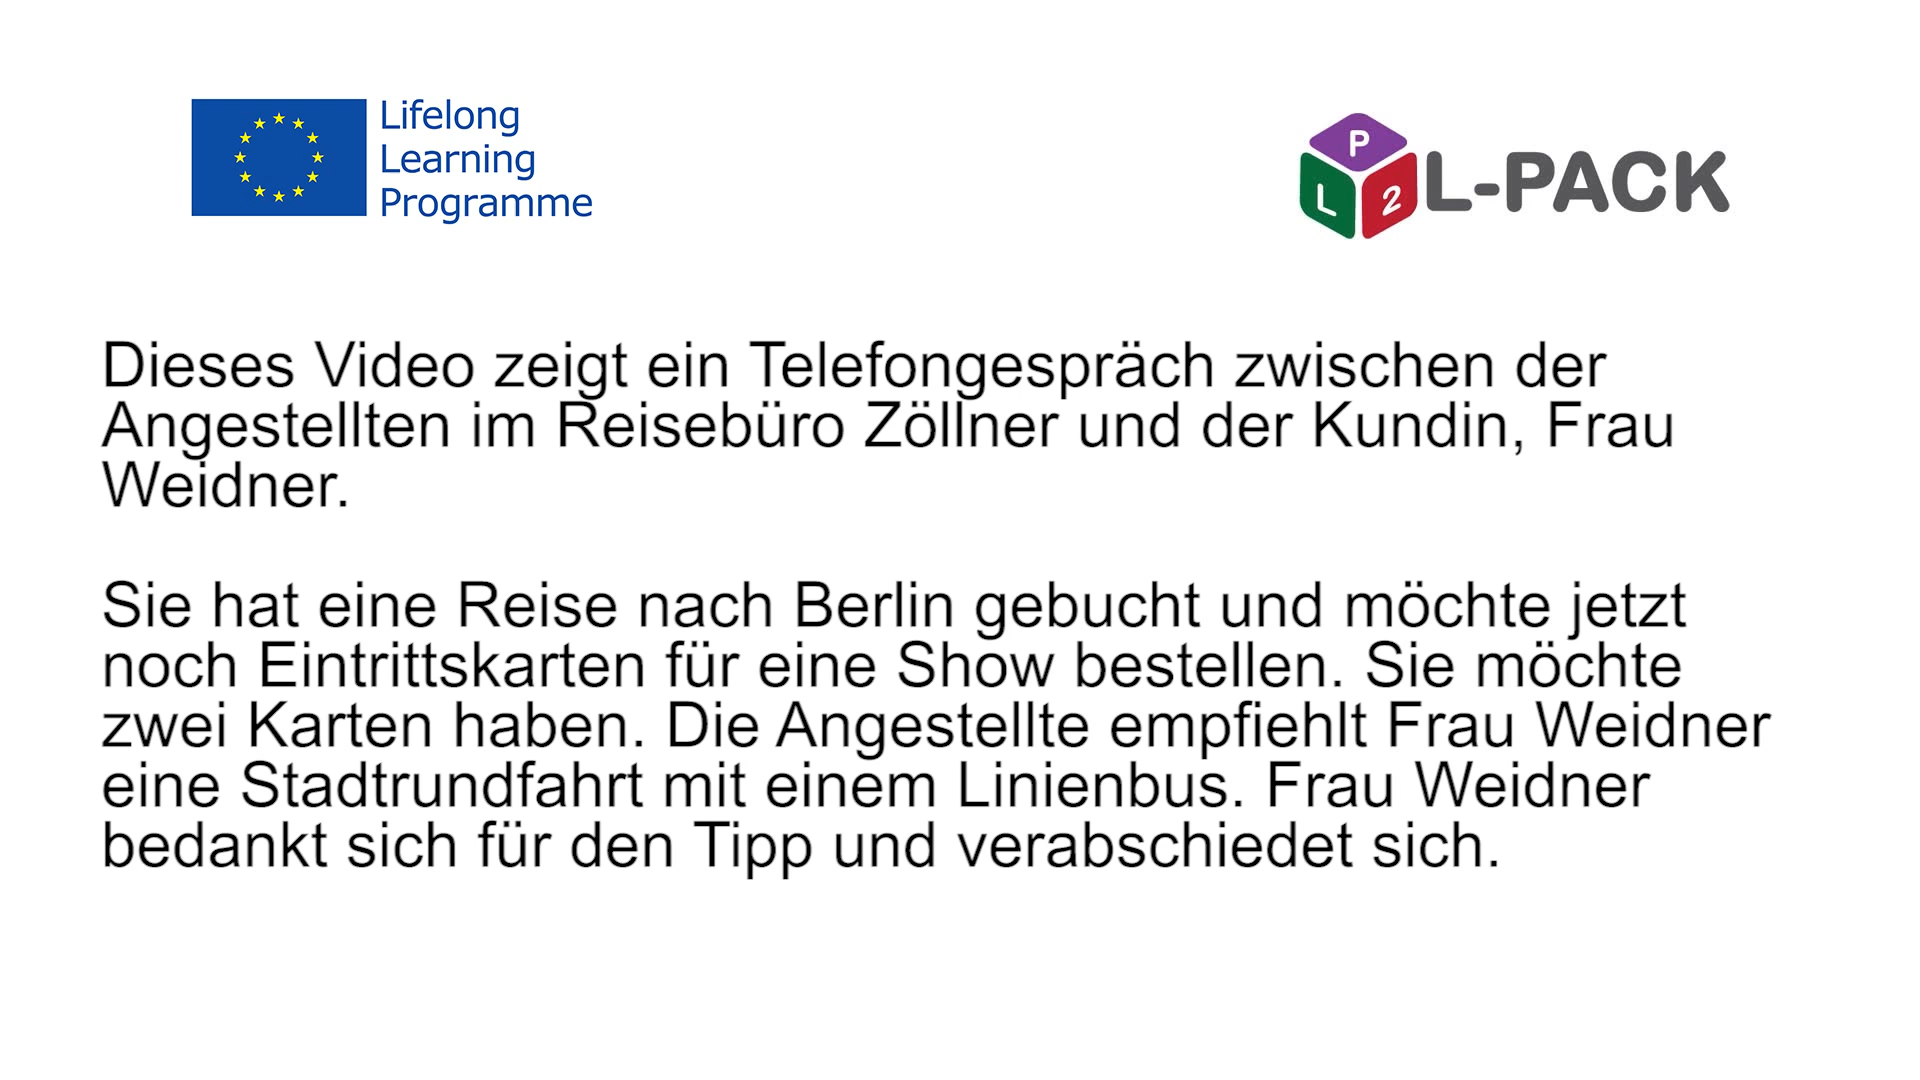 Lifelong
Learning
Programme
P
L
2
L-PACK
Dieses Video zeigt ein Telefongespräch zwischen der
Angestellten im Reisebüro Zöllner und der Kundin, Frau
Weidner.
Sie hat eine Reise nach Berlin gebucht und möchte jetzt
noch Eintrittskarten für eine Show bestellen. Sie möchte
zwei Karten haben. Die Angestellte empfiehlt Frau Weidner
eine Stadtrundfahrt mit einem Linienbus. Frau Weidner
bedankt sich für den Tipp und verabschiedet sich.